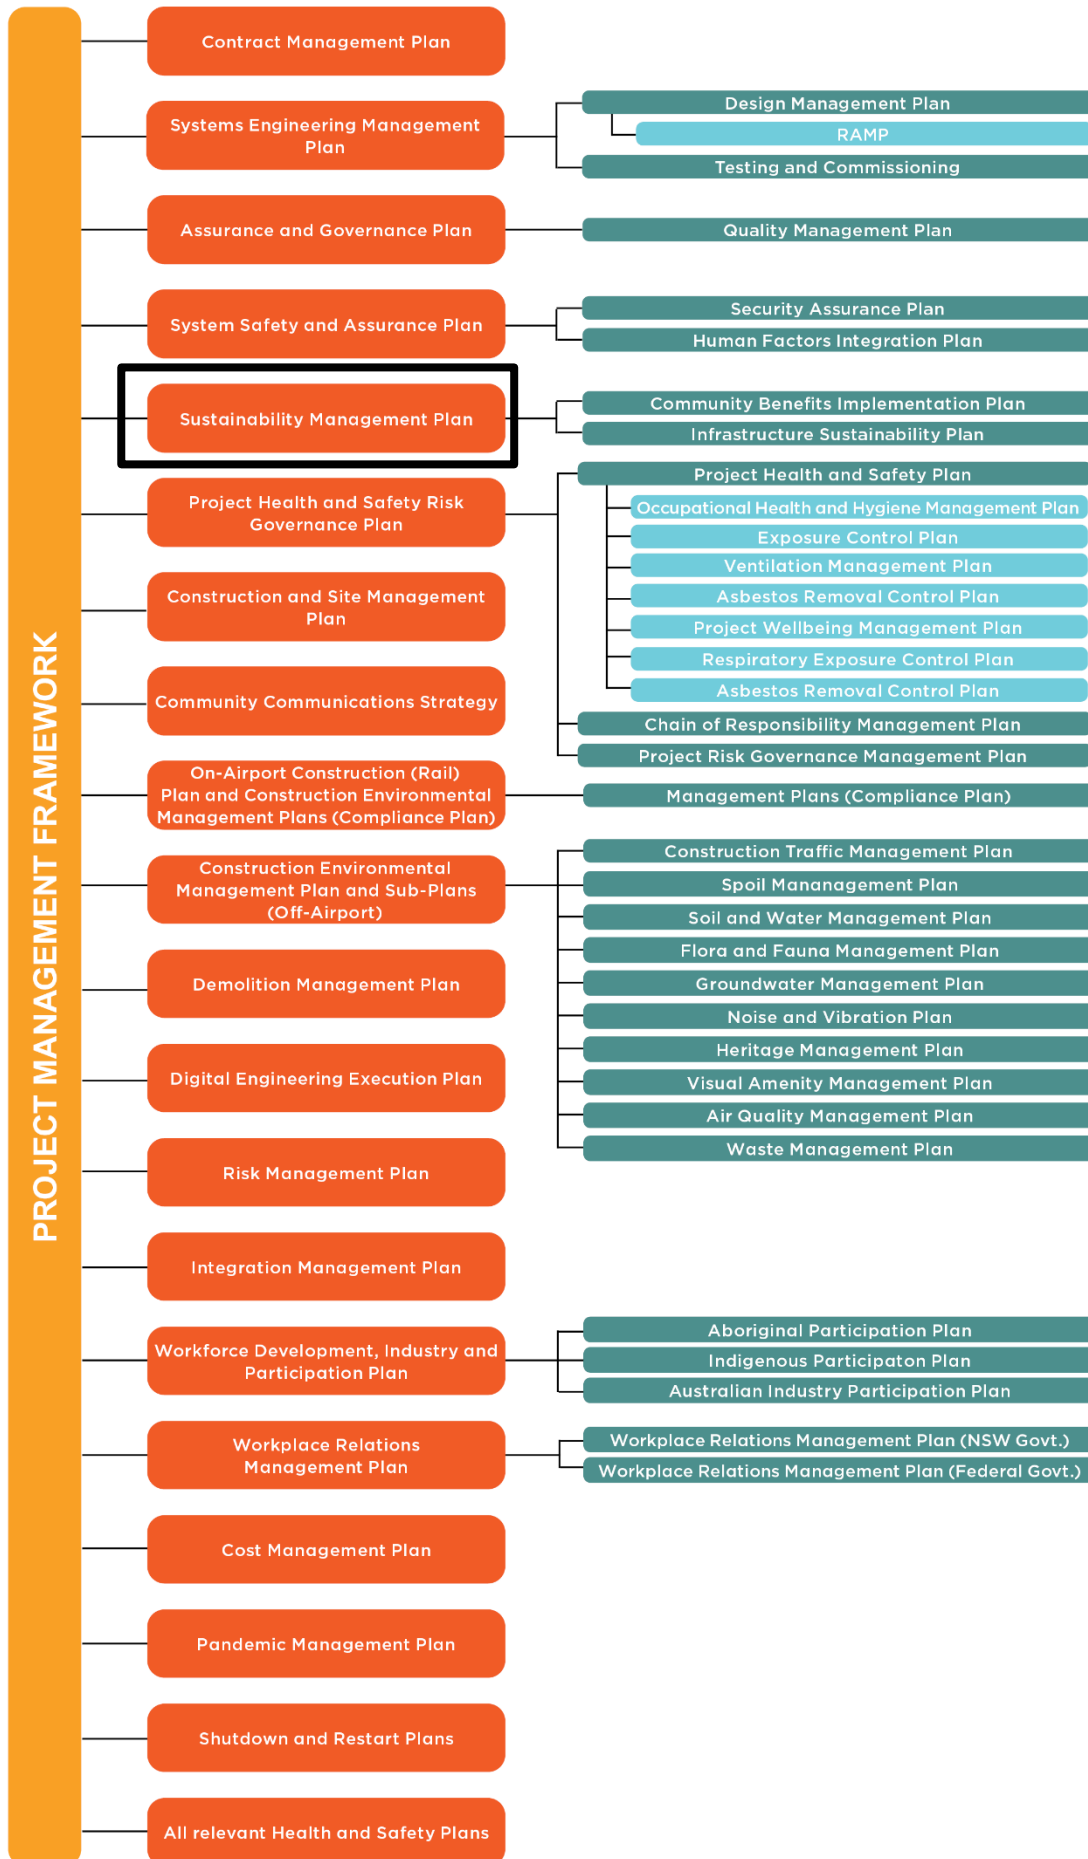 PROJECT MANAGEMENT FRAMEWORK
Contract Management Plan
Systems Engineering Management
Plan
Design Management Plan
RAMP
Testing and Commissioning
Assurance and Governance Plan
Quality Management Plan
System Safety and Assurance Plan
Security Assurance Plan
Human Factors Integration Plan
Sustainability Management Plan
Community Benefits Implementation Plan
Infrastructure Sustainability Plan
Project Health and Safety Risk
Governance Plan
Project Health and Safety Plan
Occupational Health and Hygiene Management Plan
Exposure Control Plan
Ventilation Management Plan
Asbestos Removal Control Plan
Project Wellbeing Management Plan
Respiratory Exposure Control Plan
Asbestos Removal Control Plan
Chain of Responsibility Management Plan
Project Risk Governance Management Plan
Construction and Site Management
Plan
Community Communications Strategy
On-Airport Construction (Rail)
Plan and Construction Environmental
Management Plans (Compliance Plan)
Management Plans (Compliance Plan)
Construction Environmental
Management Plan and Sub-Plans
(Off-Airport)
Construction Traffic Management Plan
Spoil Mananagement Plan
Soil and Water Management Plan
Flora and Fauna Management Plan
Groundwater Management Plan
Noise and Vibration Plan
Heritage Management Plan
Visual Amenity Management Plan
Air Quality Management Plan
Waste Management Plan
Demolition Management Plan
Digital Engineering Execution Plan
Risk Management Plan
Integration Management Plan
Workforce Development, Industry and
Participation Plan
Aboriginal Participation Plan
Indigenous Participaton Plan
Australian Industry Participation Plan
Workplace Relations
Management Plan
Workplace Relations Management Plan (NSW Govt.)
Workplace Relations Management Plan (Federal Govt.)
Cost Management Plan
Pandemic Management Plan
Shutdown and Restart Plans
All relevant Health and Safety Plans